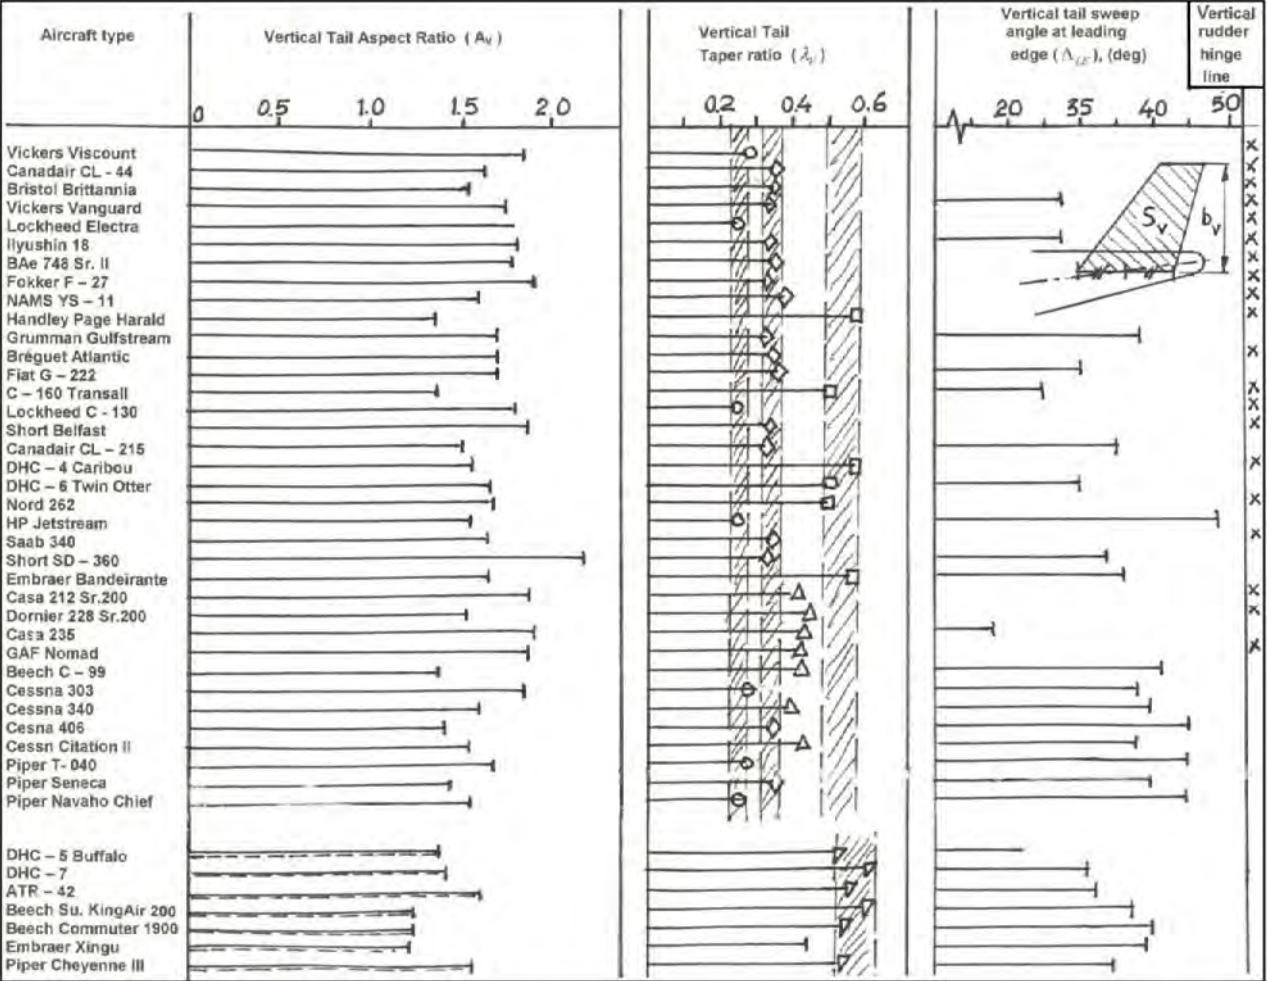 Aircraft type
Vertical Tail Aspect Ratio (Av)
Vertical Tail
Taper ratio (λv)
Vertical tail sweep
angle at leading
edge (ΛLE), (deg)
Vertical
rudder
hinge
line
0 0.5 1.0 1.5 2.0
0.2 0.4 0.6
20 35 40 50
Vickers Viscount
Canadair CL - 44
Bristol Brittannia
Vickers Vanguard
Lockheed Electra
Ilyushin 18
BAe 748 Sr. II
Fokker F – 27
NAMS YS – 11
Handley Page Harald
Grumman Gulfstream
Bréguet Atlantic
Fiat G – 222
C – 160 Transall
Lockheed C - 130
Short Belfast
Canadair CL – 215
DHC – 4 Caribou
DHC – 6 Twin Otter
Nord 262
HP Jetstream
Saab 340
Short SD – 360
Embraer Bandeirante
Casa 212 Sr.200
Dornier 228 Sr.200
Casa 235
GAF Nomad
Beech C – 99
Cessna 303
Cessna 340
Cesna 406
Cessn Citation II
Piper T- 040
Piper Seneca
Piper Navaho Chief
DHC – 5 Buffalo
DHC – 7
ATR – 42
Beech Su. KingAir 200
Beech Commuter 1900
Embraer Xingu
Piper Cheyenne III
Sv
bv